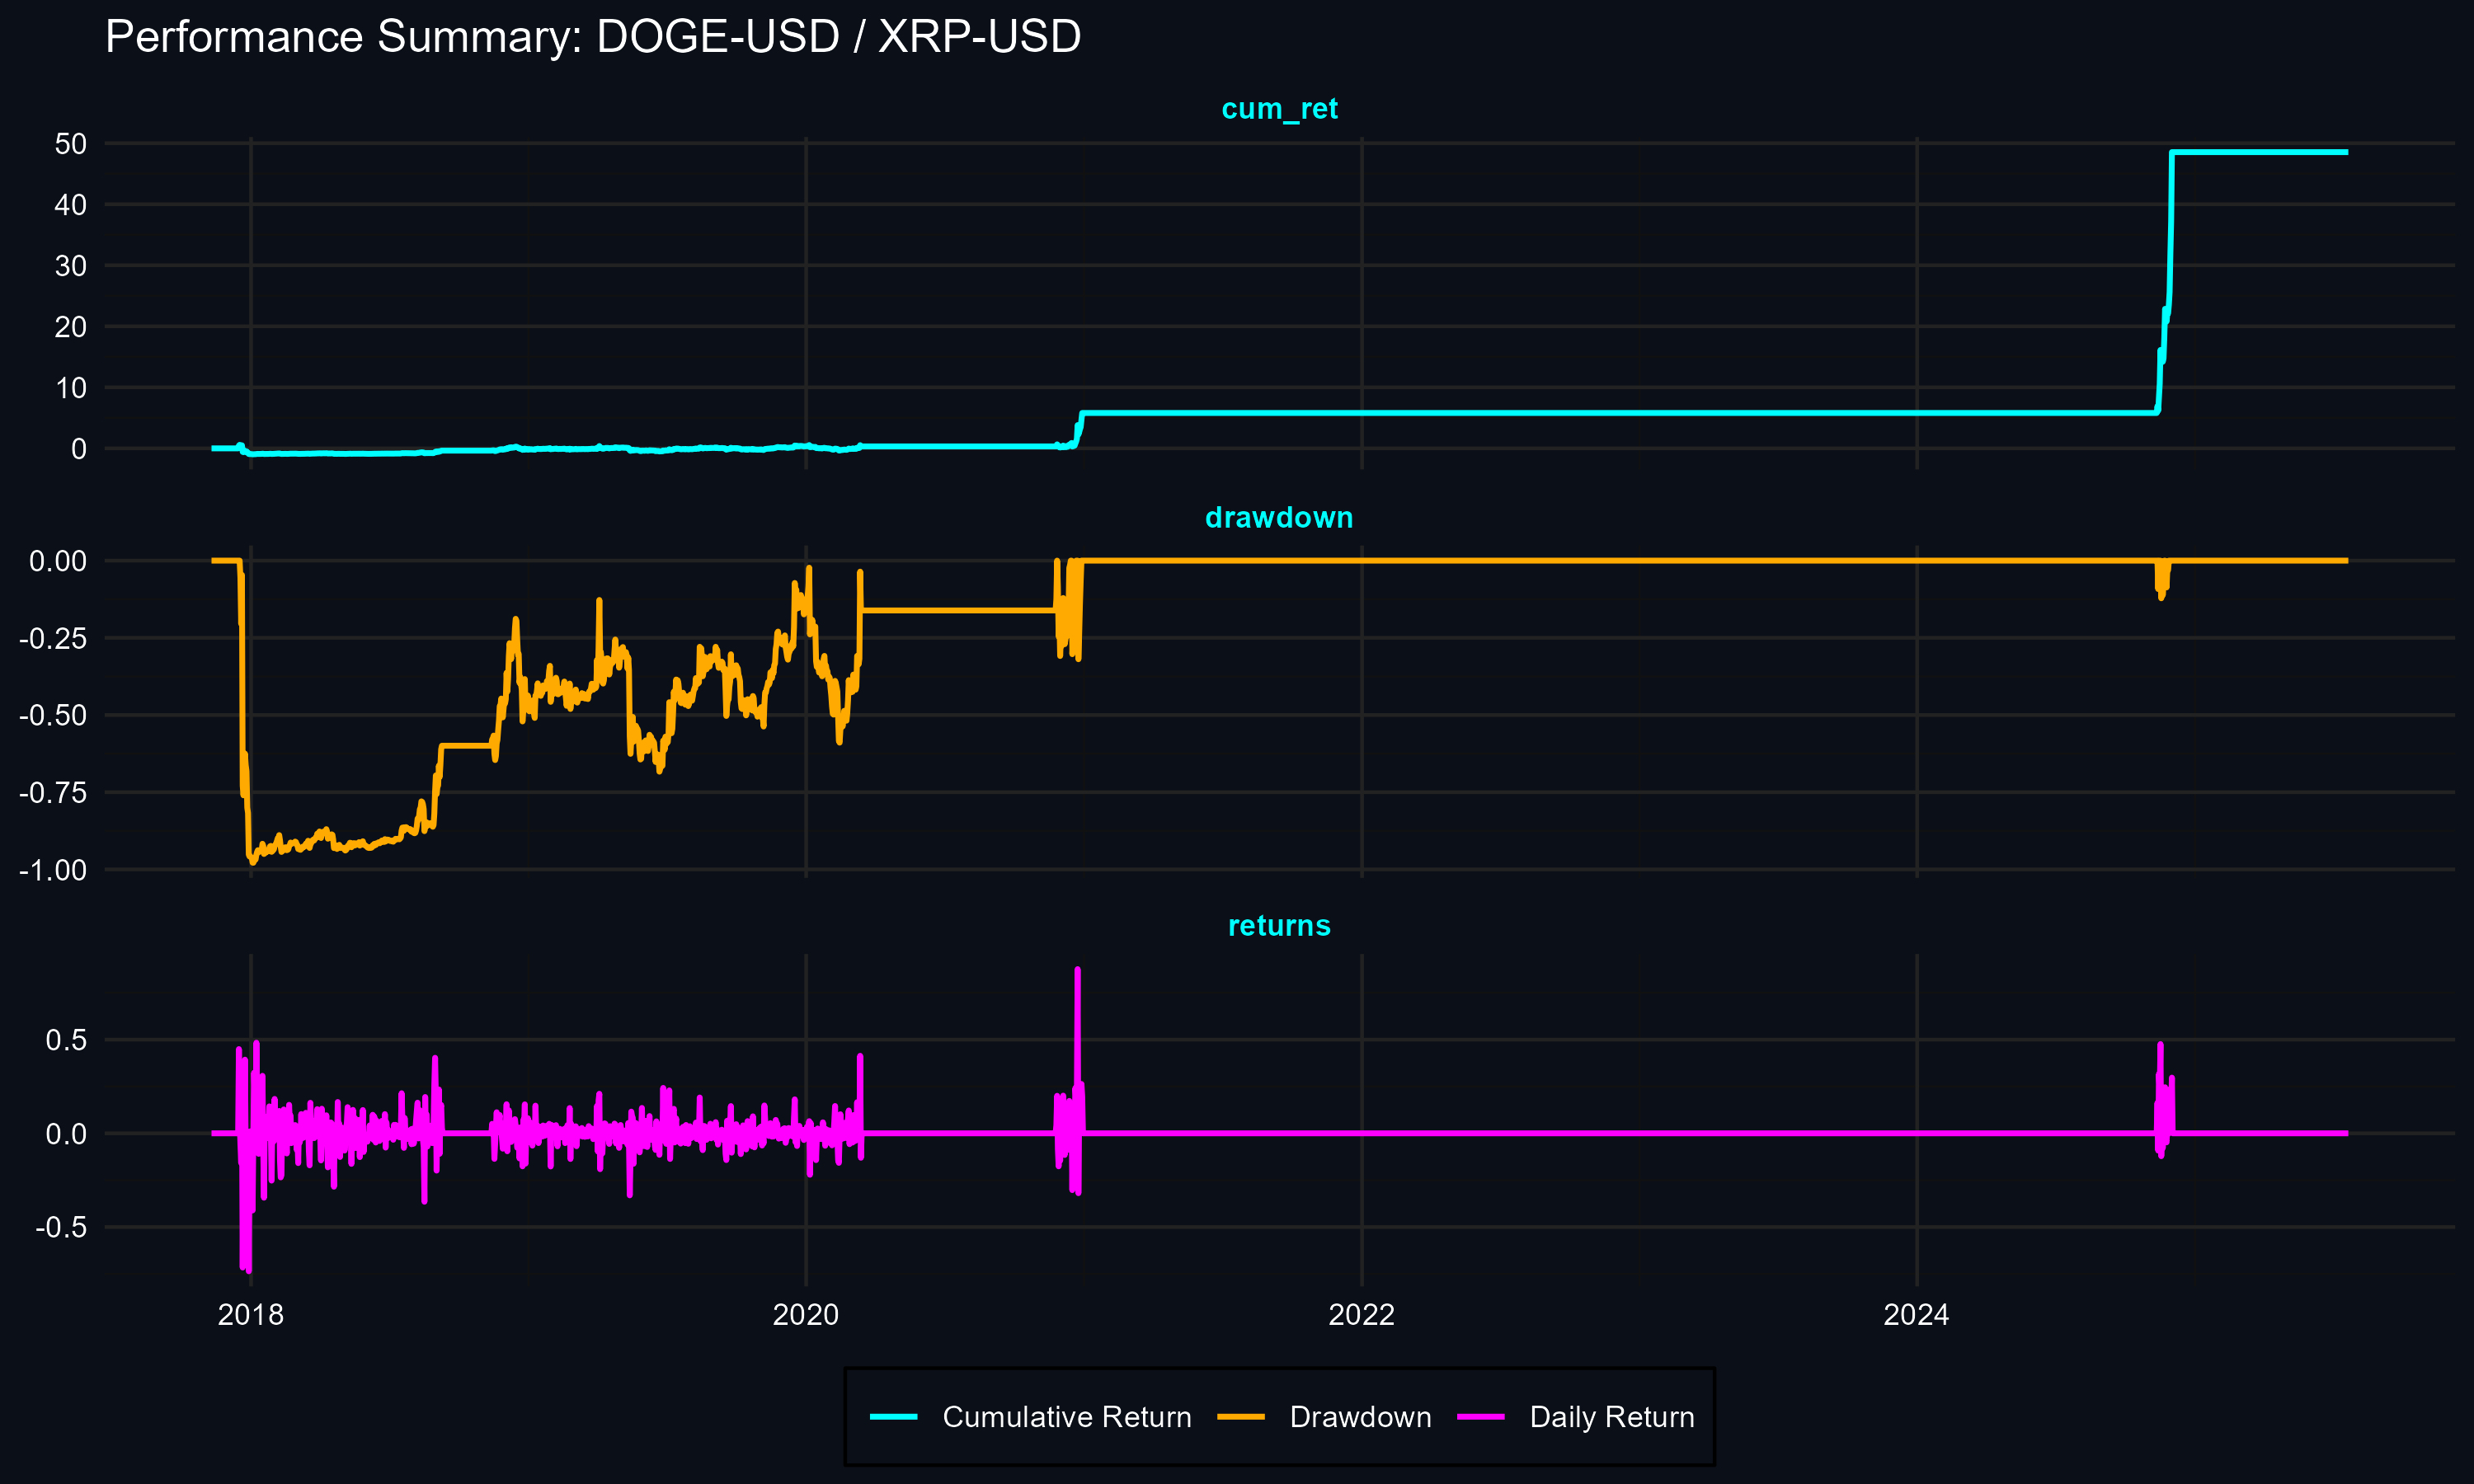 Performance Summary: DOGE-USD / XRP-USD
cum_ret
50
40
30
20
10
0
drawdown
0.00
-0.25
-0.50
-0.75
-1.00
returns
0.5
0.0
-0.5
2018 2020 2022 2024
Cumulative Return Drawdown Daily Return